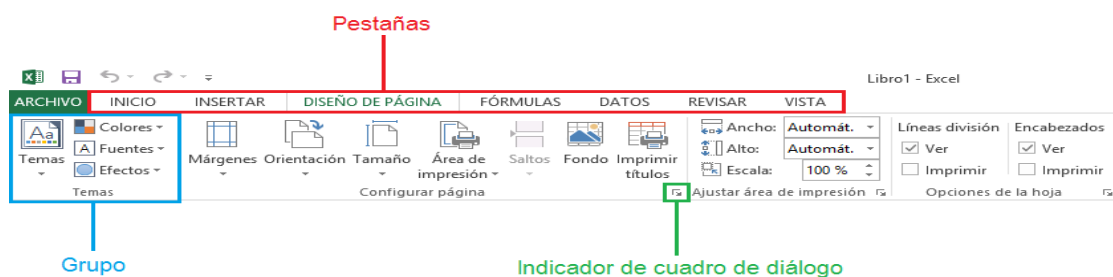 Pestañas
Libro1 - Excel
ARCHIVO INICIO INSERTAR DISEÑO DE PÁGINA FÓRMULAS DATOS REVISAR VISTA
Aa Colores Ancho: Automát. Líneas división Encabezados
A Fuentes Alto: Automát. Ver Ver
Temas Efectos Márgenes Orientación Tamaño Área de impresión Saltos Fondo Imprimir títulos Escala: 100 % Imprimir Imprimir
Temas Configurar página Ajustar área de impresión Opciones de la hoja
Grupo
Indicador de cuadro de diálogo